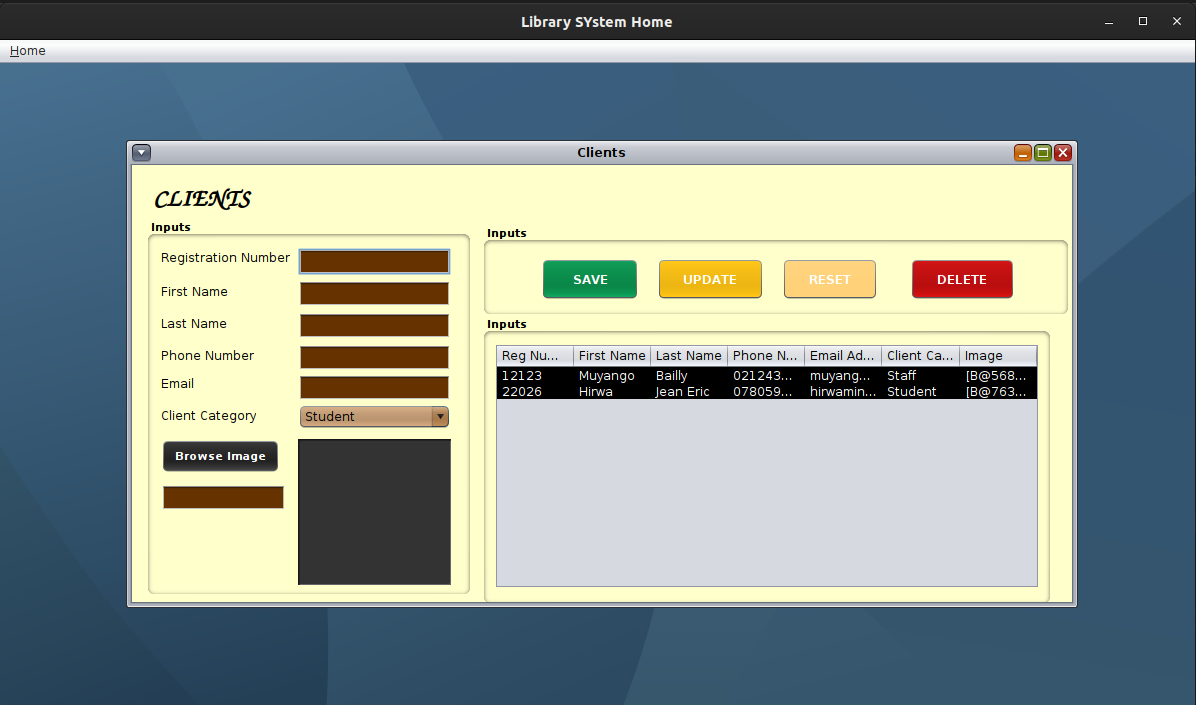 Library SYstem Home
Home
Clients
CLIENTS
Inputs
Registration Number
First Name
Last Name
Phone Number
Email
Client Category Student
Browse Image
Inputs
SAVE UPDATE RESET DELETE
Inputs
Reg Nu... First Name Last Name Phone N... Email Ad... Client Ca... Image
12123 Muyango Bailly 021243... muyang... Staff [B@568...
22026 Hirwa Jean Eric 078059... hirwamin... Student [B@763...